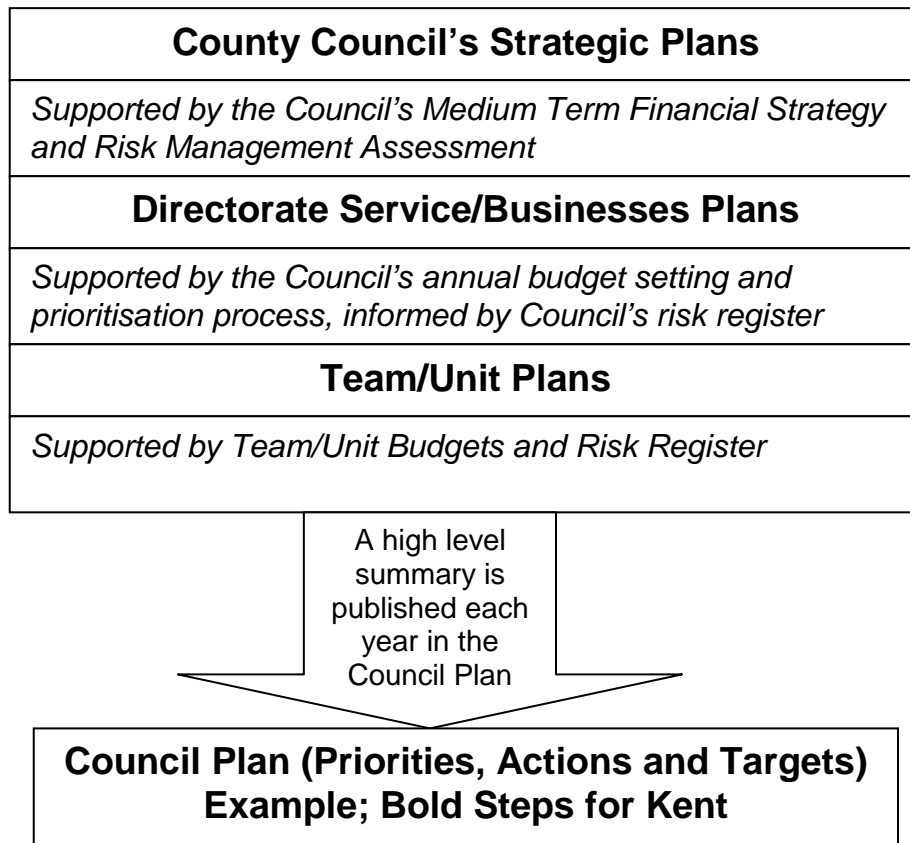 County Council’s Strategic Plans
Supported by the Council’s Medium Term Financial Strategy
and Risk Management Assessment
Directorate Service/Businesses Plans
Supported by the Council’s annual budget setting and
prioritisation process, informed by Council’s risk register
Team/Unit Plans
Supported by Team/Unit Budgets and Risk Register
A high level
summary is
published each
year in the
Council Plan
Council Plan (Priorities, Actions and Targets)
Example; Bold Steps for Kent